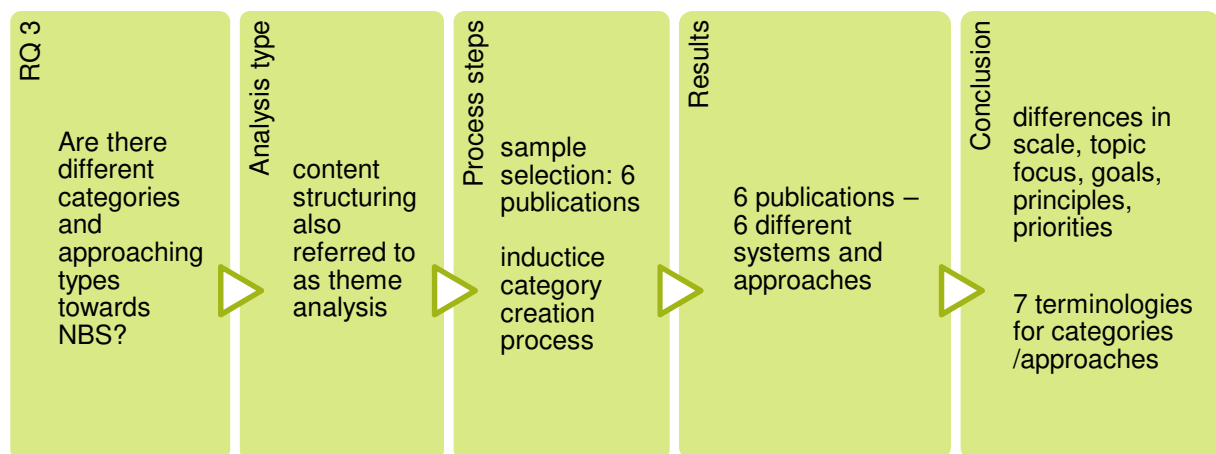 RQ 3
Are there
different
categories
and
approaching
types
towards
NBS?
Analysis type
content
structuring
also
referred to
as theme
analysis
Process steps
sample
selection: 6
publications
inductice
category
creation
process
Results
6 publications –
6 different
systems and
approaches
Conclusion
differences in
scale, topic
focus, goals,
principles,
priorities
7 terminologies
for categories
/approaches